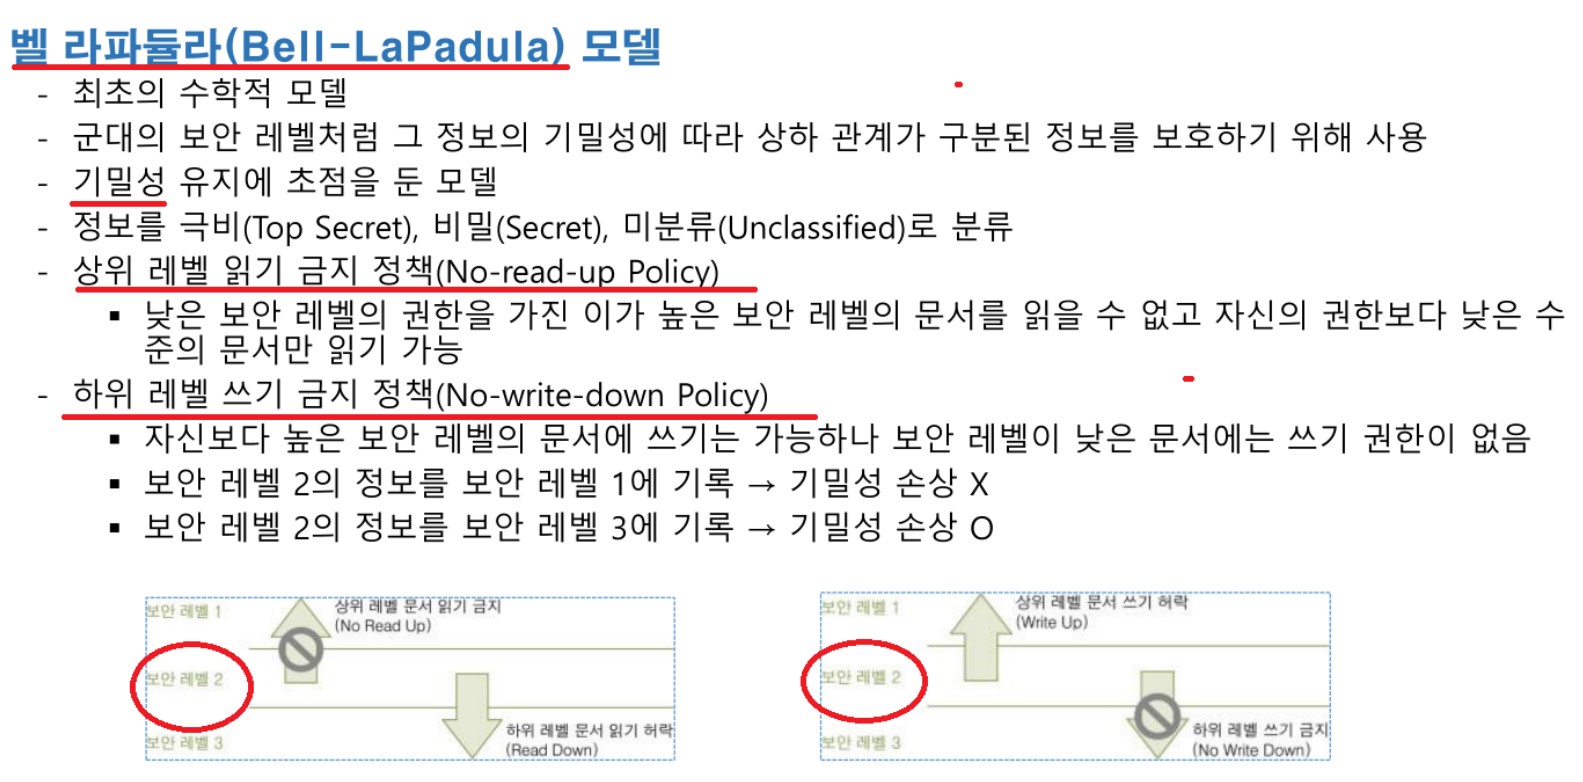 벨 라파듈라(Bell-LaPadula) 모델
- 최초의 수학적 모델
- 군대의 보안 레벨처럼 그 정보의 기밀성에 따라 상하 관계가 구분된 정보를 보호하기 위해 사용
- 기밀성 유지에 초점을 둔 모델
- 정보를 극비(Top Secret), 비밀(Secret), 미분류(Unclassified)로 분류
- 상위 레벨 읽기 금지 정책(No-read-up Policy)
▪ 낮은 보안 레벨의 권한을 가진 이가 높은 보안 레벨의 문서를 읽을 수 없고 자신의 권한보다 낮은 수
준의 문서만 읽기 가능
- 하위 레벨 쓰기 금지 정책(No-write-down Policy)
▪ 자신보다 높은 보안 레벨의 문서에 쓰기는 가능하나 보안 레벨이 낮은 문서에는 쓰기 권한이 없음
▪ 보안 레벨 2의 정보를 보안 레벨 1에 기록 → 기밀성 손상 X
▪ 보안 레벨 2의 정보를 보안 레벨 3에 기록 → 기밀성 손상 O
보안 레벨 1
상위 레벨 문서 읽기 금지
(No Read Up)
보안 레벨 2
하위 레벨 문서 읽기 허락
(Read Down)
보안 레벨 3
보안 레벨 1
상위 레벨 문서 쓰기 허락
(Write Up)
보안 레벨 2
하위 레벨 쓰기 금지
(No Write Down)
보안 레벨 3